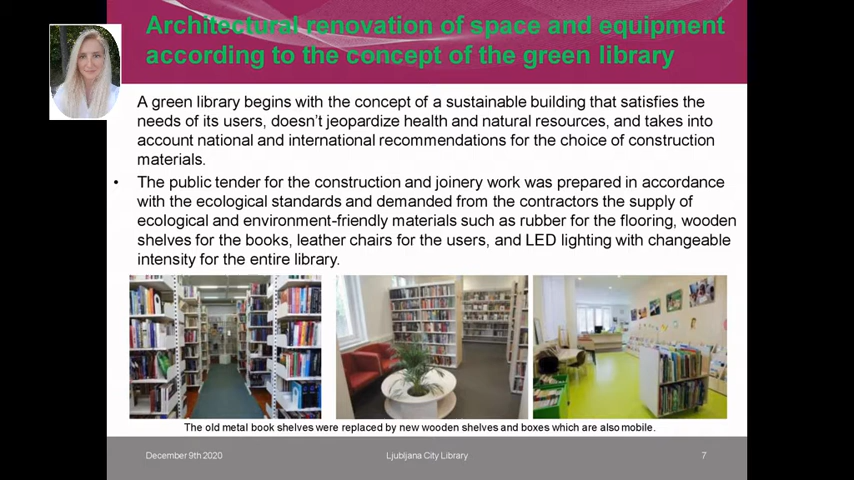 Architectural renovation of space and equipment
according to the concept of the green library
A green library begins with the concept of a sustainable building that satisfies the
needs of its users, doesn't jeopardize health and natural resources, and takes into
account national and international recommendations for the choice of construction
materials.
• The public tender for the construction and joinery work was prepared in accordance
with the ecological standards and demanded from the contractors the supply of
ecological and environment-friendly materials such as rubber for the flooring, wooden
shelves for the books, leather chairs for the users, and LED lighting with changeable
intensity for the entire library.
The old metal book shelves were replaced by new wooden shelves and boxes which are also mobile.
December 9th 2020
Ljubljana City Library
7